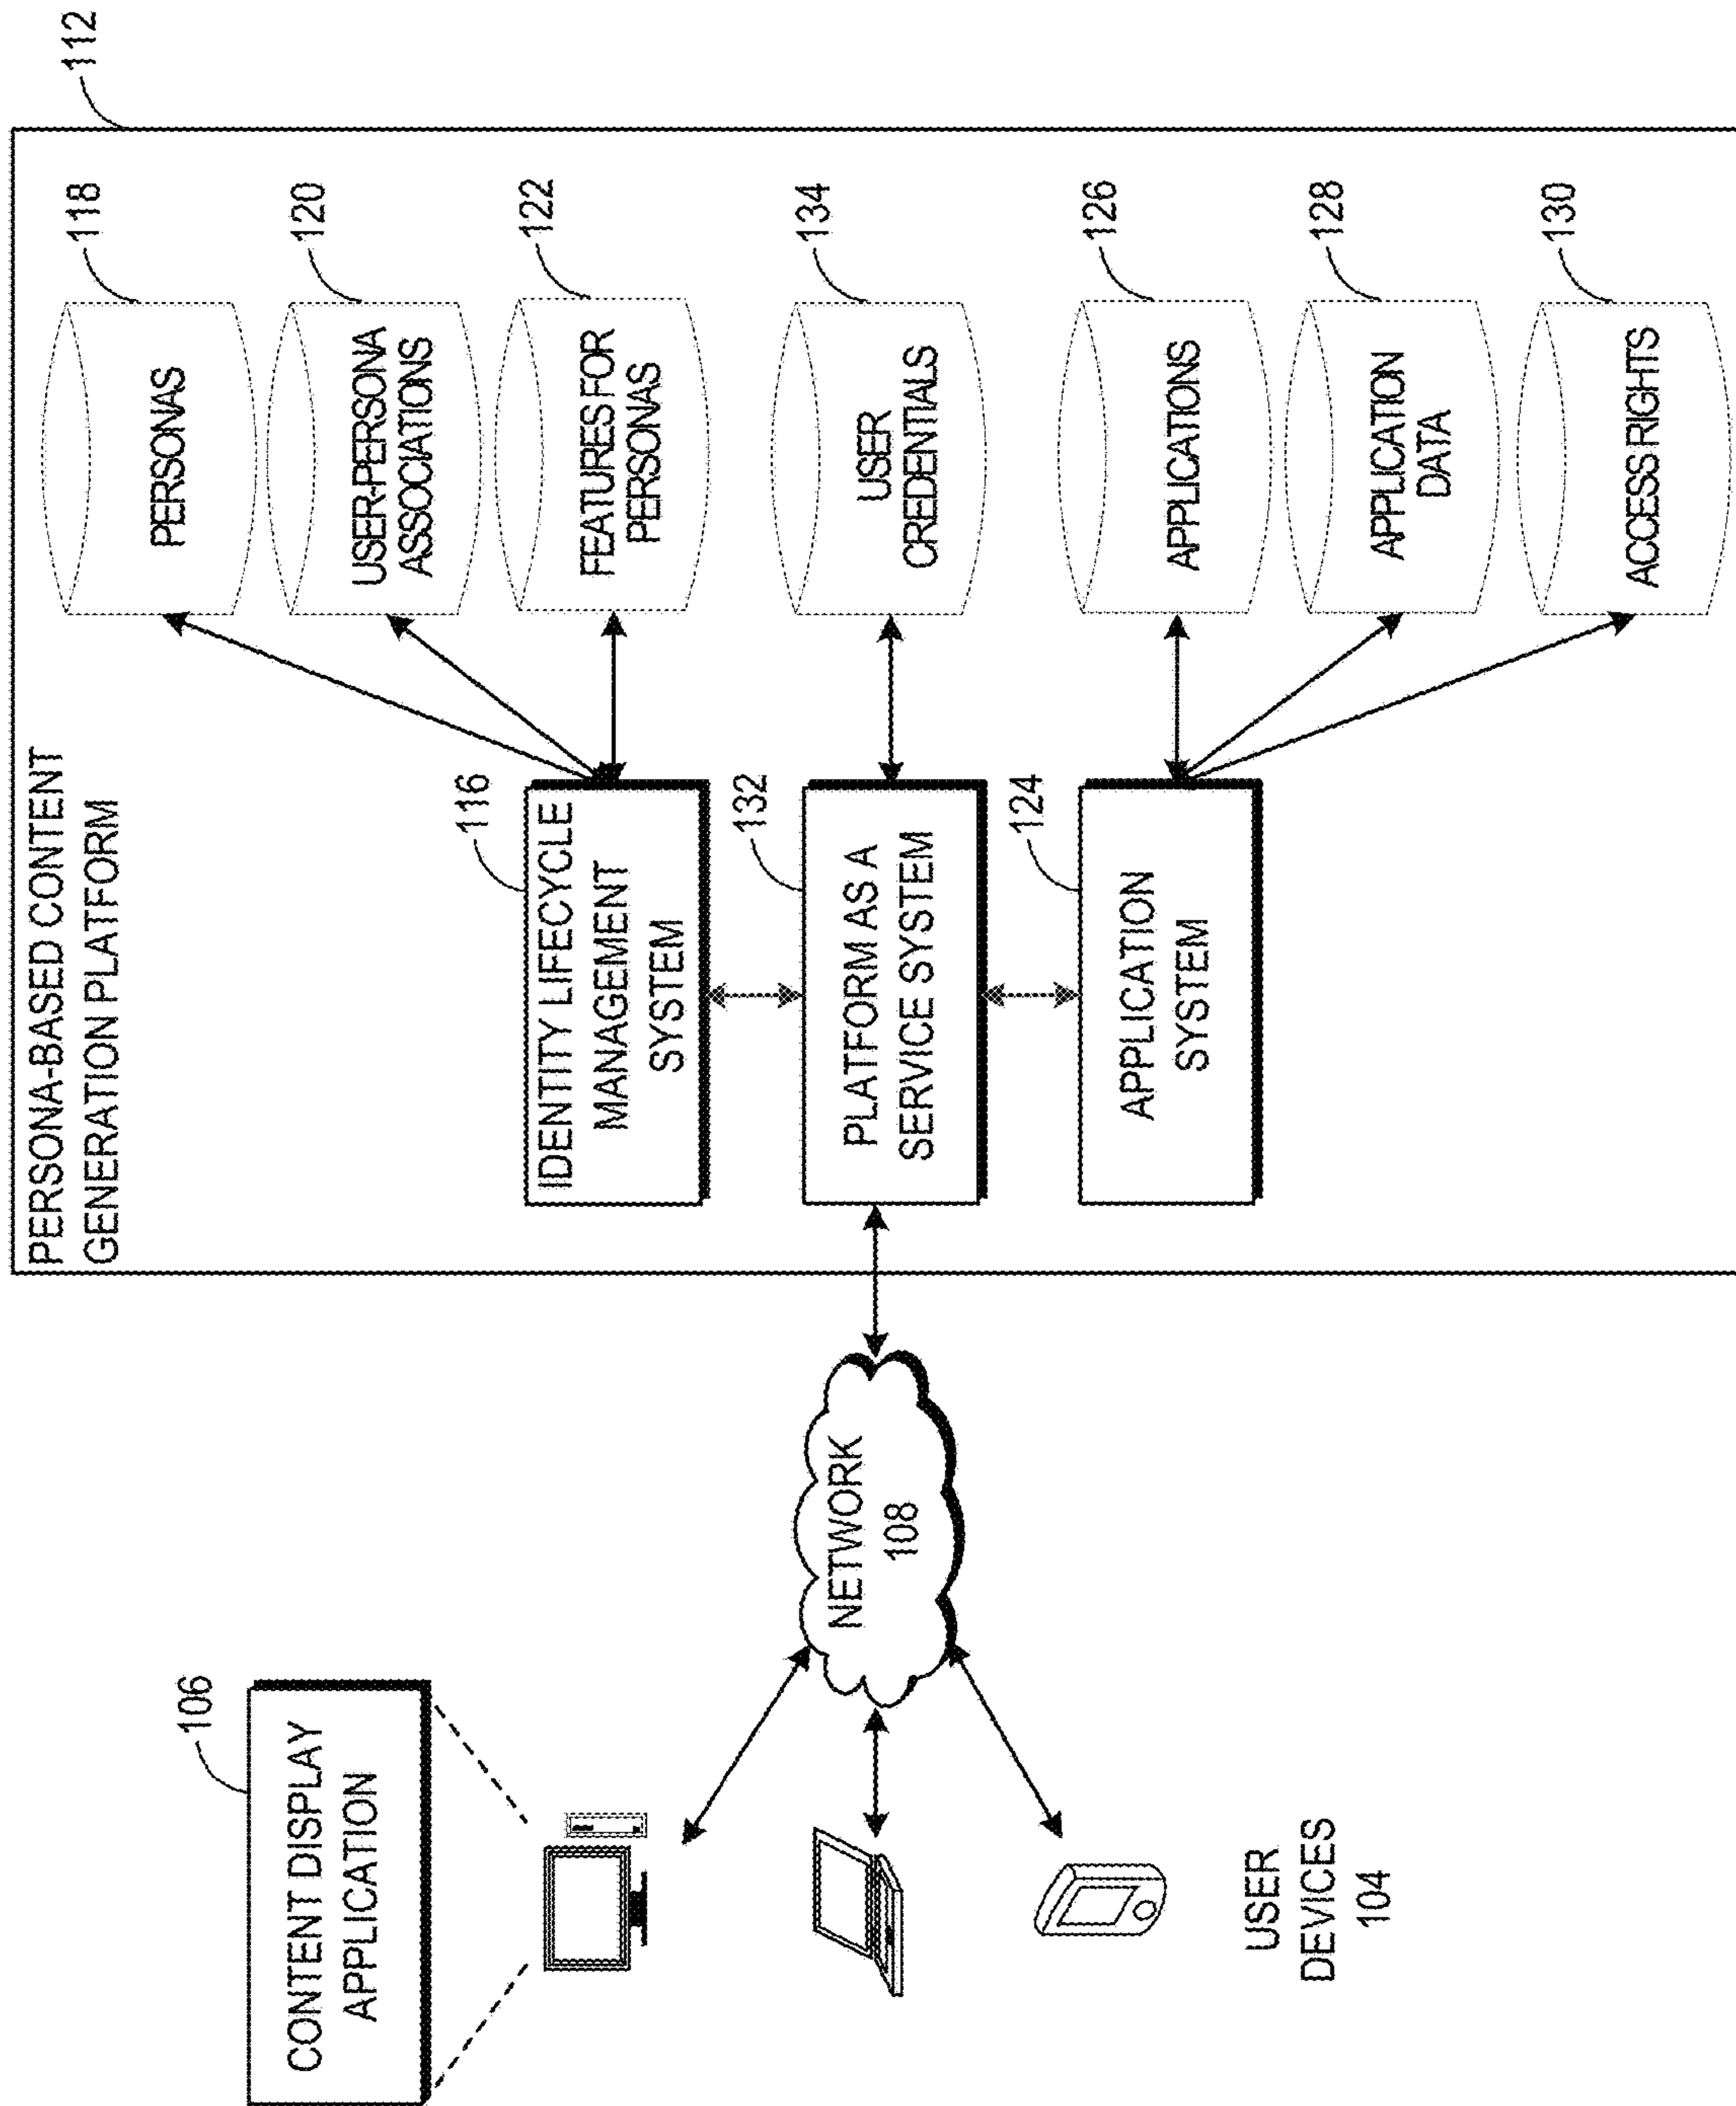 112
PERSONA-BASED CONTENT
GENERATION PLATFORM
118
PERSONAS
120
USER-PERSONA
ASSOCIATIONS
122
FEATURES FOR
PERSONAS
116
IDENTITY LIFECYCLE
MANAGEMENT
SYSTEM
134
USER
CREDENTIALS
132
PLATFORM AS A
SERVICE SYSTEM
126
APPLICATIONS
124
APPLICATION
SYSTEM
128
APPLICATION
DATA
130
ACCESS RIGHTS
106
CONTENT DISPLAY
APPLICATION
NETWORK
108
USER
DEVICES
104